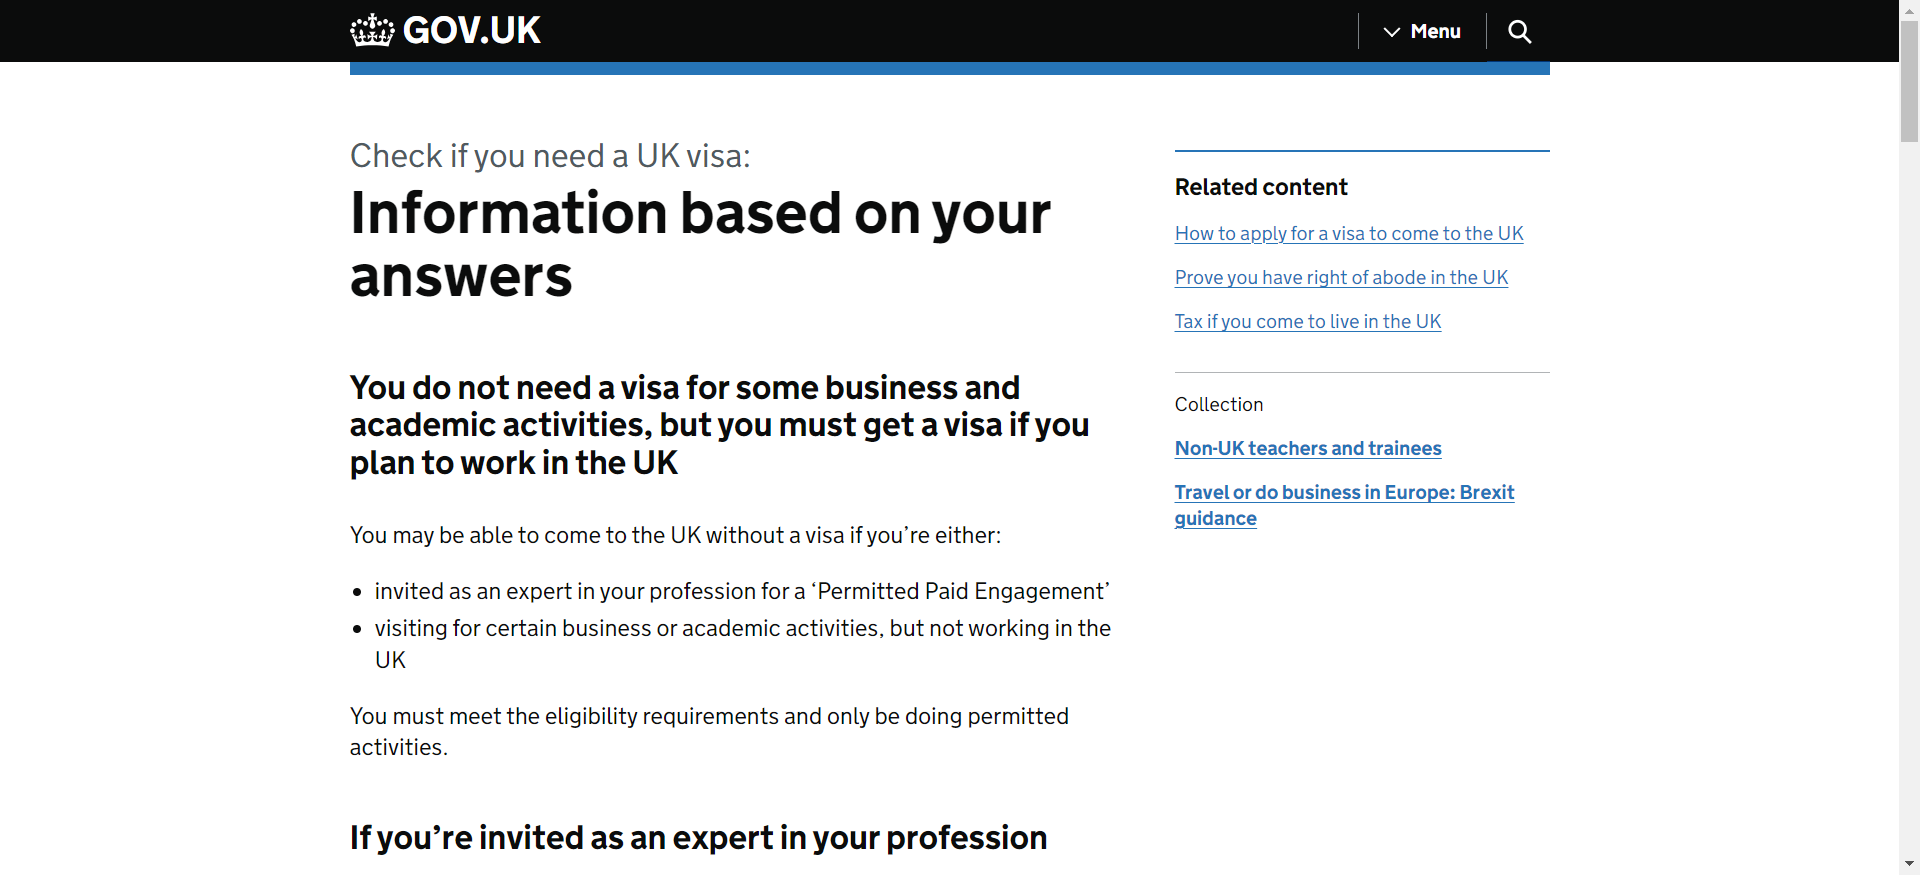 GOV.UK
Menu
Check if you need a UK visa:
Information based on your
answers
You do not need a visa for some business and
academic activities, but you must get a visa if you
plan to work in the UK
You may be able to come to the UK without a visa if you’re either:
• invited as an expert in your profession for a ‘Permitted Paid Engagement’
• visiting for certain business or academic activities, but not working in the
UK
You must meet the eligibility requirements and only be doing permitted
activities.
If you’re invited as an expert in your profession
Related content
How to apply for a visa to come to the UK
Prove you have right of abode in the UK
Tax if you come to live in the UK
Collection
Non-UK teachers and trainees
Travel or do business in Europe: Brexit
guidance